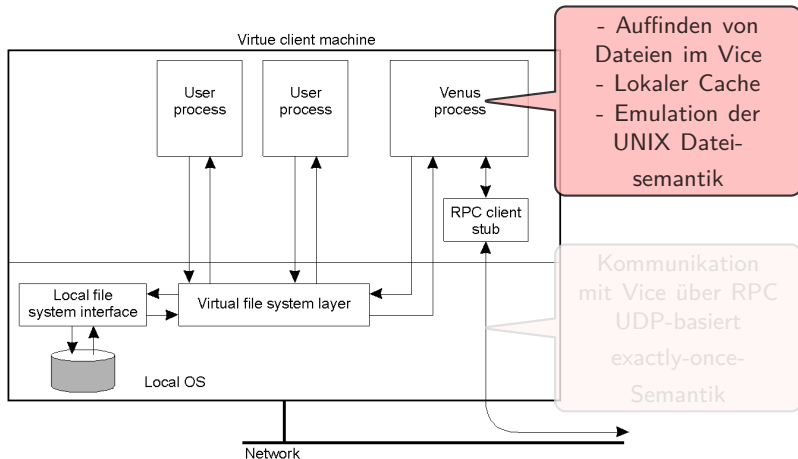 Virtue client machine
User
process
User
process
Venus
process
RPC client
stub
Local file
system interface
Virtual file system layer
Local OS
Network
- Auffinden von
Dateien im Vice
- Lokaler Cache
- Emulation der
UNIX Datei-
semantik
Kommunikation
mit Vice über RPC
UDP-basiert
exactly-once-
Semantik